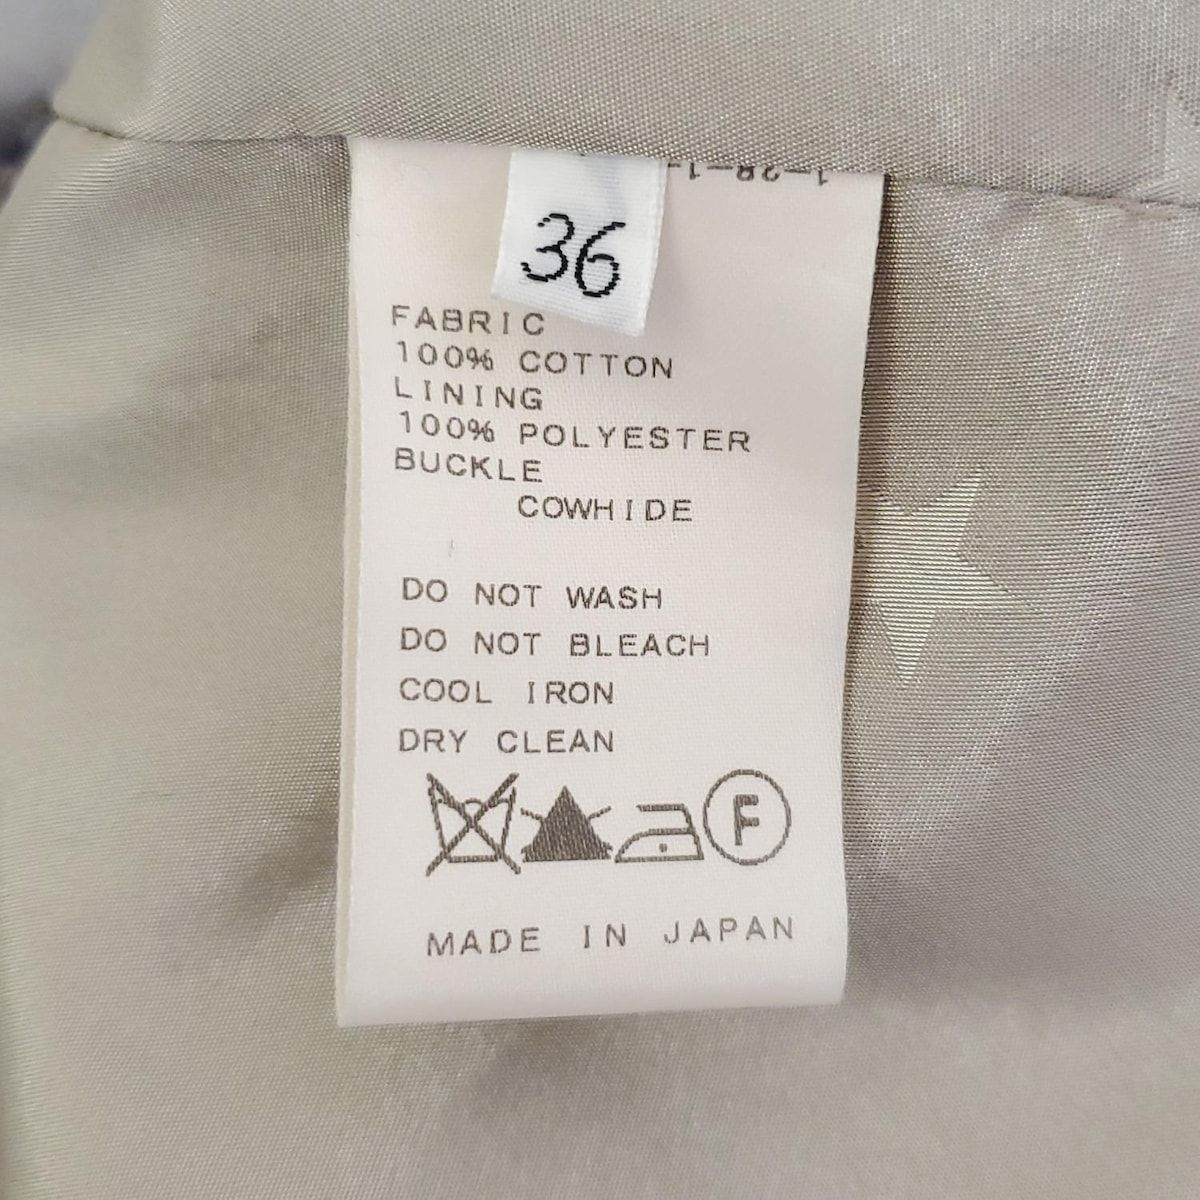 36
FABRIC
100% COTTON
LINING
100% POLYESTER
BUCKLE
COWHIDE
DO NOT WASH
DO NOT BLEACH
COOL IRON
DRY CLEAN
F
MADE IN JAPAN